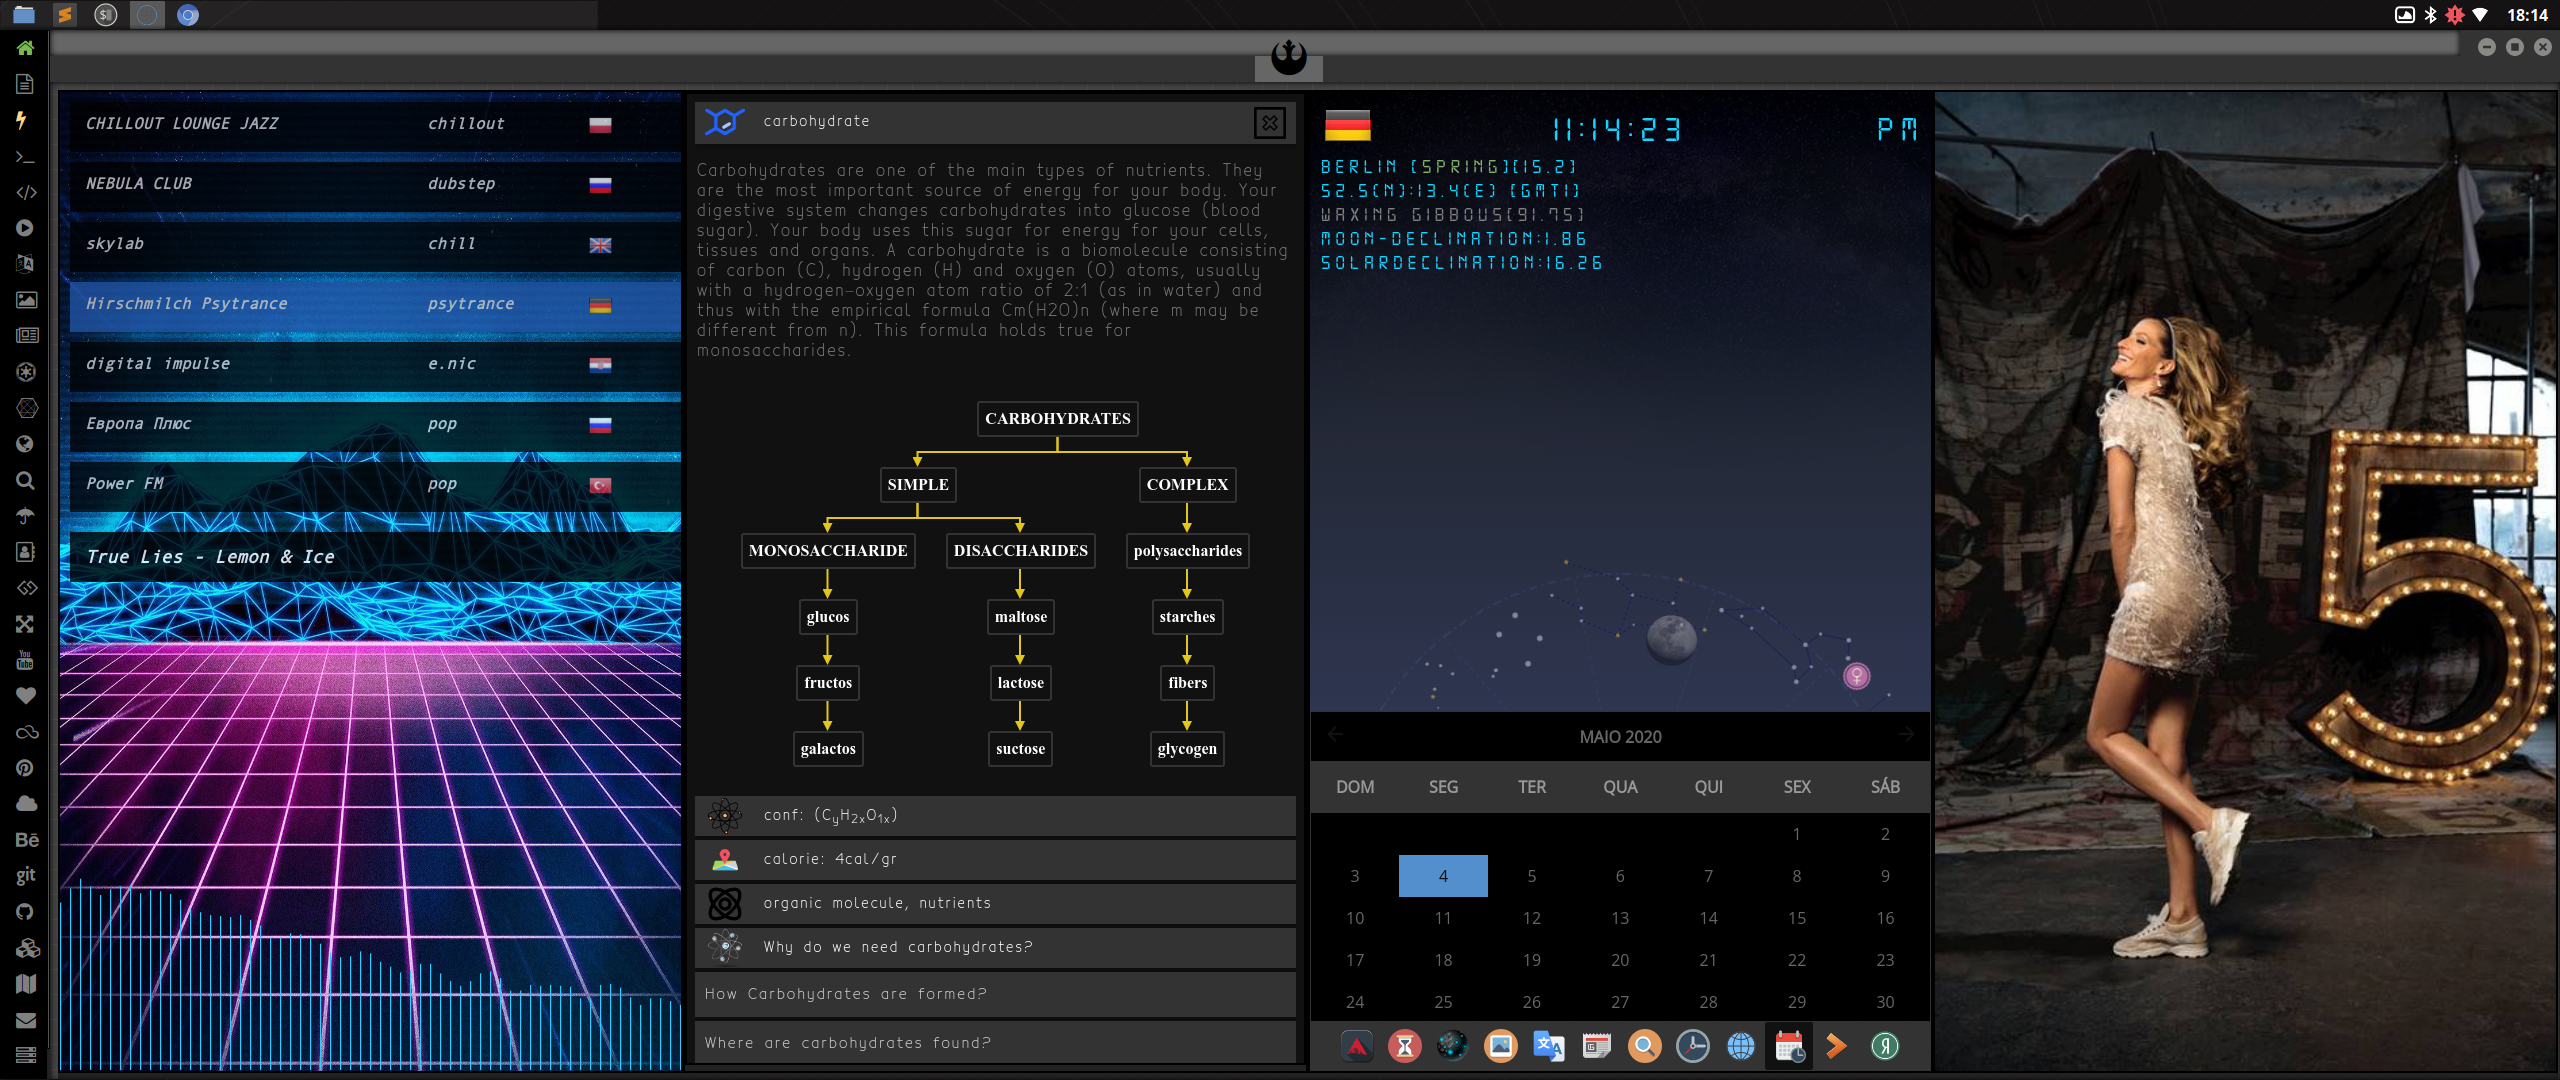 18:14
CHILLOUT LOUNGE JAZZ chillout
NEBULA CLUB dubstep
skylab chill
Hirschmilch Psytrance psytrance
digital impulse e.nic
Европа Плюс pop
Power FM pop
True Lies - Lemon & Ice
You Tube
Bē
git
carbohydrate
Carbohydrates are one of the main types of nutrients. They
are the most important source of energy for your body. Your
digestive system changes carbohydrates into glucose (blood
sugar). Your body uses this sugar for energy for your cells,
tissues and organs. A carbohydrate is a biomolecule consisting
of carbon (C), hydrogen (H) and oxygen (O) atoms, usually
with a hydrogen–oxygen atom ratio of 2:1 (as in water) and
thus with the empirical formula Cm(H2O)n (where m may be
different from n). This formula holds true for
monosaccharides.
CARBOHYDRATES
SIMPLE COMPLEX
MONOSACCHARIDE DISACCHARIDES polysaccharides
glucos maltose starches
fructos lactose fibers
galactos suctose glycogen
conf: (CyH2xO1x)
calorie: 4cal/gr
organic molecule, nutrients
Why do we need carbohydrates?
How Carbohydrates are formed?
Where are carbohydrates found?
11:14:23 PM
BERLIN [SPRING][15.2]
52.5(N):13.4(E) [GMT1]
WAXING GIBBOUS[91.75]
MOON-DECLINATION:1.86
SOLARDECLINATION:16.26
MAIO 2020
DOM SEG TER QUA QUI SEX SÁB
1 2
3 4 5 6 7 8 9
10 11 12 13 14 15 16
17 18 19 20 21 22 23
24 25 26 27 28 29 30
5